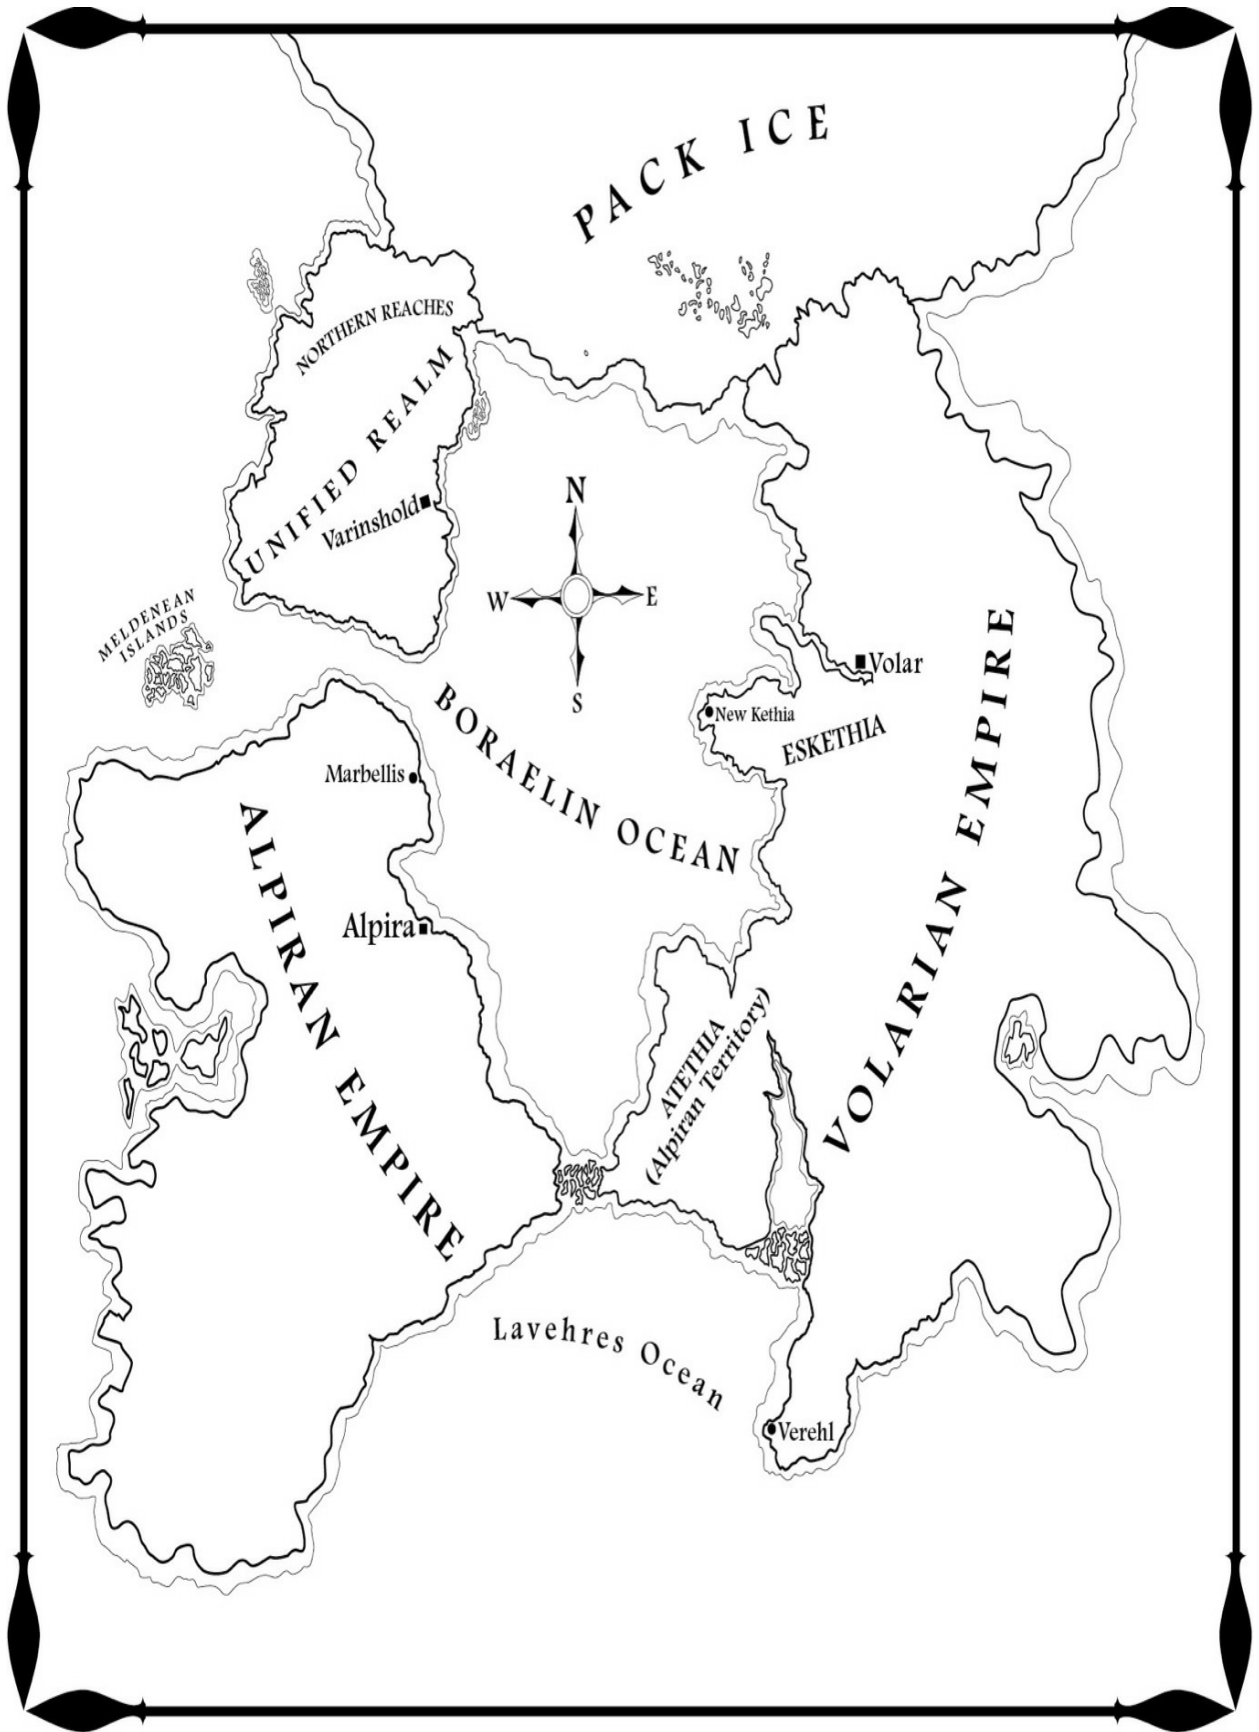 PACK ICE
NORTHERN REACHES
UNIFIED REALM
Varinshold
N
W
E
S
MELDENEAN
ISLANDS
Volar
New Kethia
ESKETHIA
BORAELIN OCEAN
Marbellis
ALPIRAN EMPIRE
Alpira
VOLARIAN EMPIRE
ATETHIA
(Alpiran Territory)
Lavehres Ocean
Verehl